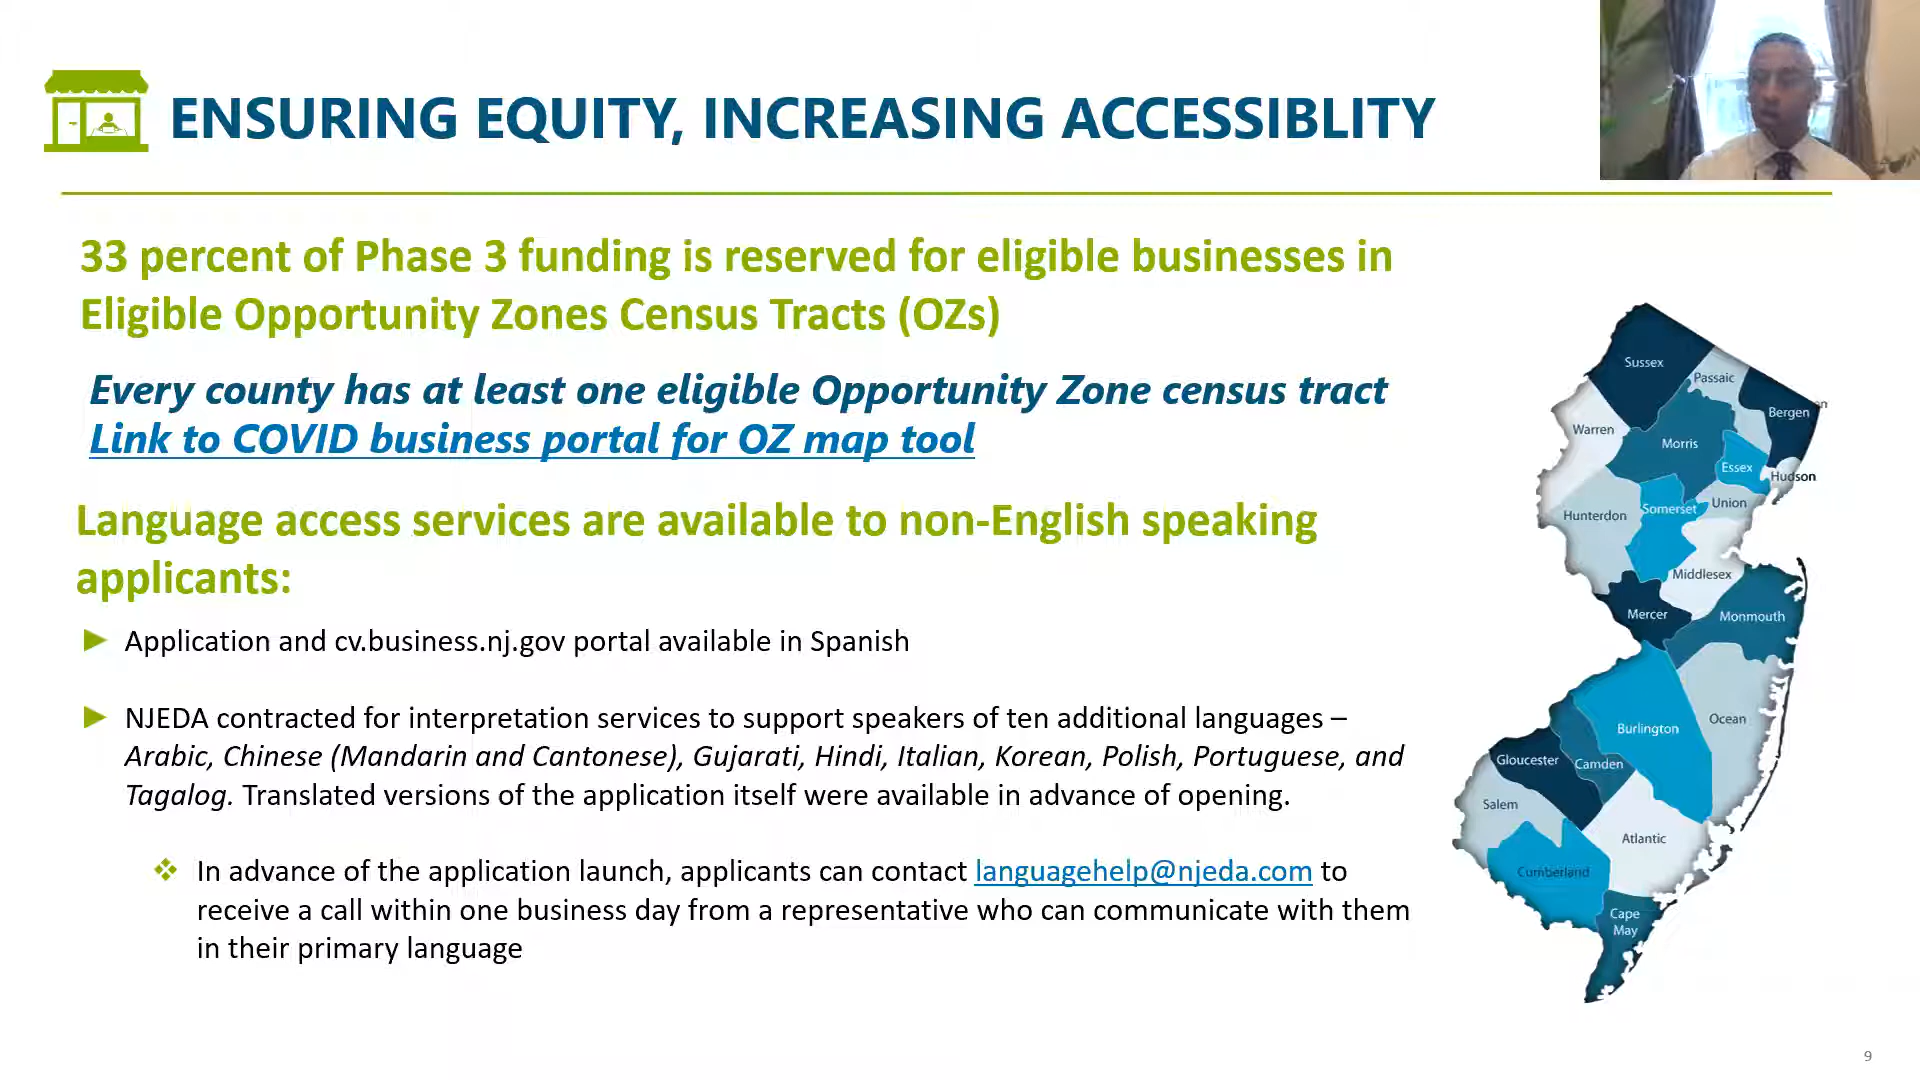 ENSURING EQUITY, INCREASING ACCESSIBLITY
33 percent of Phase 3 funding is reserved for eligible businesses in
Eligible Opportunity Zones Census Tracts (OZs)
Every county has at least one eligible Opportunity Zone census tract
Link to COVID business portal for OZ map tool
Language access services are available to non-English speaking
applicants:
Application and cv.business.nj.gov portal available in Spanish
NJEDA contracted for interpretation services to support speakers of ten additional languages –
Arabic, Chinese (Mandarin and Cantonese), Gujarati, Hindi, Italian, Korean, Polish, Portuguese, and
Tagalog. Translated versions of the application itself were available in advance of opening.
In advance of the application launch, applicants can contact languagehelp@njeda.com to
receive a call within one business day from a representative who can communicate with them
in their primary language
Sussex
Passaic
Bergen
Warren
Morris
Essex
Hudson
Union
Somerset
Hunterdon
Middlesex
Mercer
Monmouth
Ocean
Burlington
Gloucester
Camden
Salem
Atlantic
Cumberland
Cape
May
9